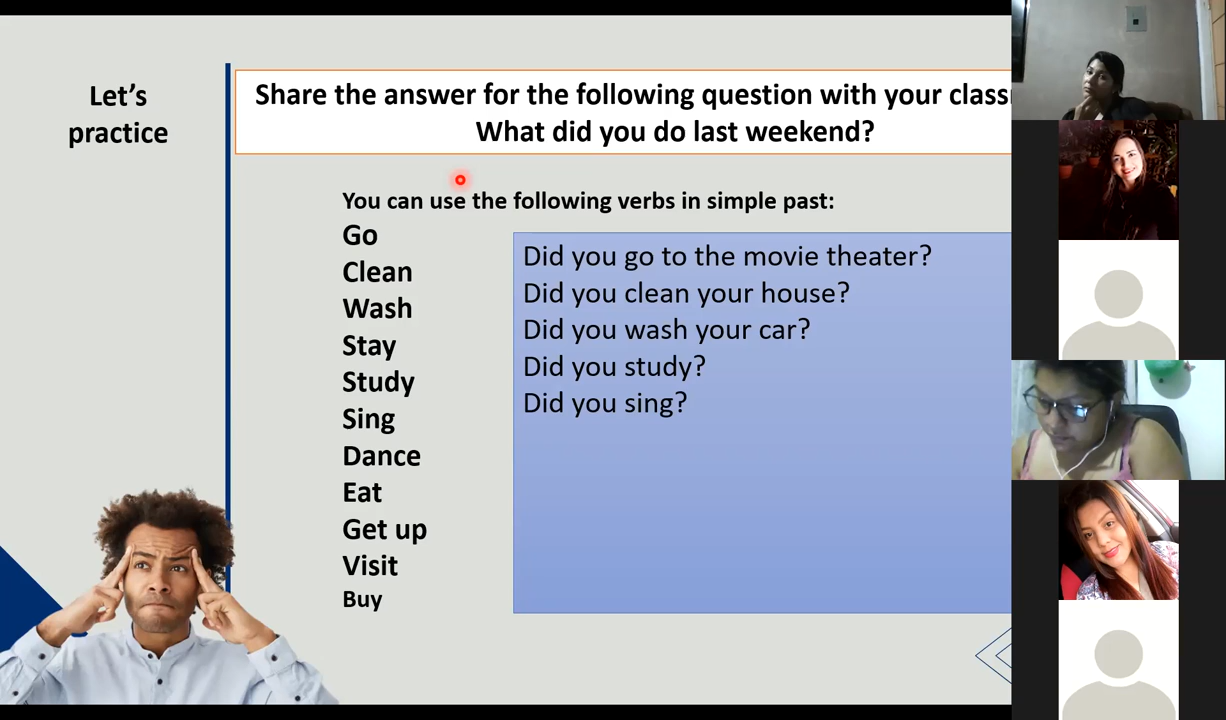 Let's
practice
Share the answer for the following question with your
What did you do last weekend?
You can use the following verbs in simple past:
Go
Clean
Wash
Stay
Study
Sing
Dance
Eat
Get up
Visit
Buy
Did you go to the movie theater?
Did you clean your house?
Did you wash your car?
Did you study?
Did you sing?